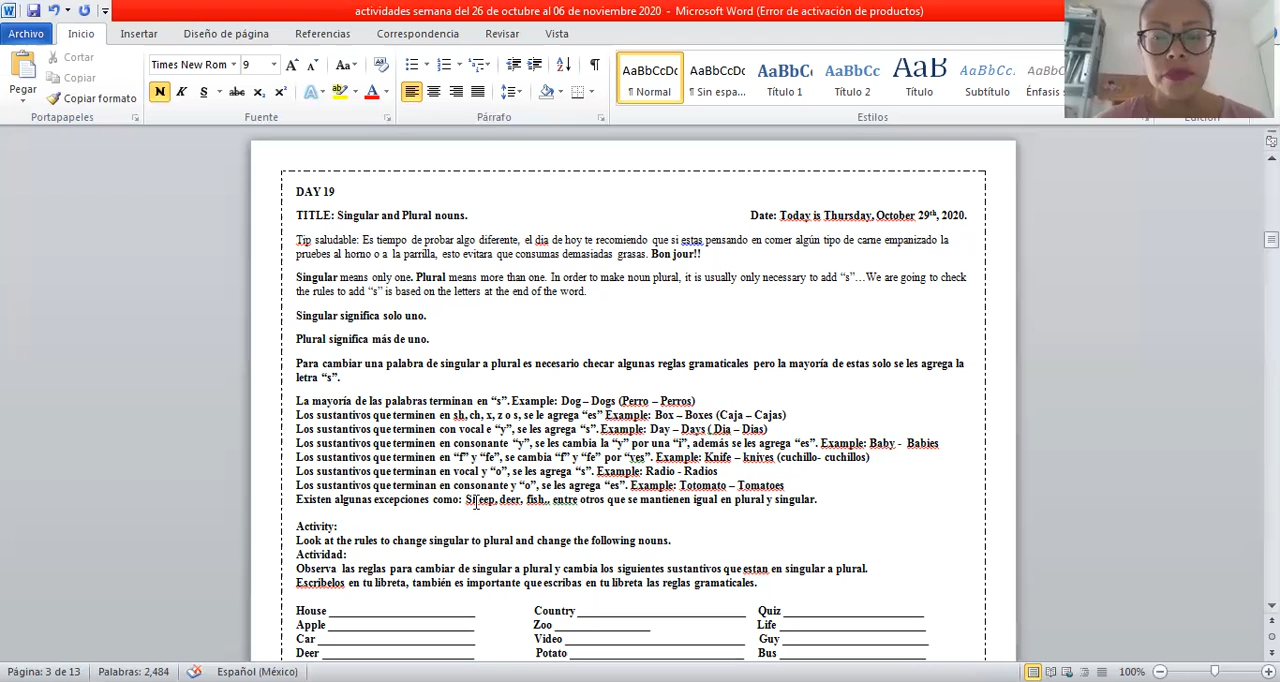 actividades semana del 26 de octubre al 06 de noviembre 2020 - Microsoft Word (Error de activación de productos)
Archivo Inicio Insertar Diseño de página Referencias Correspondencia Revisar Vista
Pegar
Cortar
Copiar
Copiar formato
Portapapeles
Times New Rom 9
Fuente
Párrafo
AaBbCcDc AaBbCcDc AaBbC AaBbCc AaB AaBbCc
¶ Normal ¶ Sin espa... Título 1 Título 2 Título Subtítulo Énfasis
Estilos
DAY 19
TITLE: Singular and Plural nouns. Date: Today is Thursday, October 29th, 2020.
Tip saludable: Es tiempo de probar algo diferente, el dia de hoy te recomiendo que si estas pensando en comer algún tipo de carne empanizado la
pruebes al horno o a la parrilla, esto evitara que consumas demasiadas grasas. Bon jour!!
Singular means only one. Plural means more than one. In order to make noun plural, it is usually only necessary to add “s”…We are going to check
the rules to add “s” is based on the letters at the end of the word.
Singular significa solo uno.
Plural significa más de uno.
Para cambiar una palabra de singular a plural es necesario checar algunas reglas gramaticales pero la mayoría de estas solo se les agrega la
letra “s”.
La mayoría de las palabras terminan en “s”. Example: Dog – Dogs (Perro – Perros)
Los sustantivos que terminen en sh, ch, x, z o s, se le agrega “es” Example: Box – Boxes (Caja – Cajas)
Los sustantivos que terminen con vocal e “y”, se les agrega “s”. Example: Day – Days ( Dia – Dias)
Los sustantivos que terminen en consonante “y”, se les cambia la “y” por una “i”, además se les agrega “es”. Example: Baby - Babies
Los sustantivos que terminen en “f” y “fe”, se cambia “f” y “fe” por “ves”. Example: Knife – knives (cuchillo- cuchillos)
Los sustantivos que terminan en vocal y “o”, se les agrega “s”. Example: Radio - Radios
Los sustantivos que terminan en consonante y “o”, se les agrega “es”. Example: Totomato – Tomatoes
Existen algunas excepciones como: deer, fish,, entre otros que se mantienen igual en plural y singular.
Activity:
Look at the rules to change singular to plural and change the following nouns.
Actividad:
Observa las reglas para cambiar de singular a plural y cambia los siguientes sustantivos que estan en singular a plural.
Escríbelos en tu libreta, también es importante que escribas en tu libreta las reglas gramaticales.
House Country Quiz
Apple Zoo Life
Car Video Guy
Deer Potato Bus
Página: 3 de 13 Palabras: 2,484 Español (México) 100%